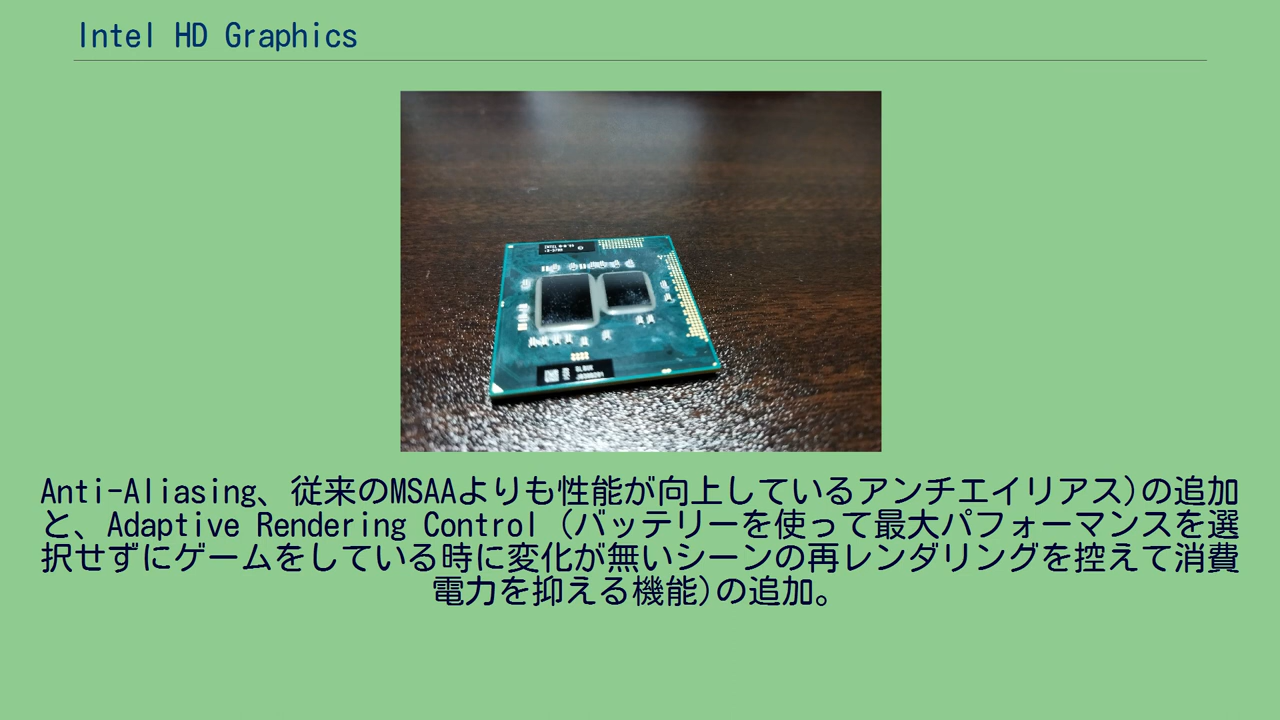 Intel HD Graphics
Anti-Aliasing、従来のMSAAよりも性能が向上しているアンチエイリアス)の追加
と、Adaptive Rendering Control (バッテリーを使って最大パフォーマンスを選
択せずにゲームをしている時に変化が無いシーンの再レンダリングを控えて消費
電力を抑える機能)の追加。